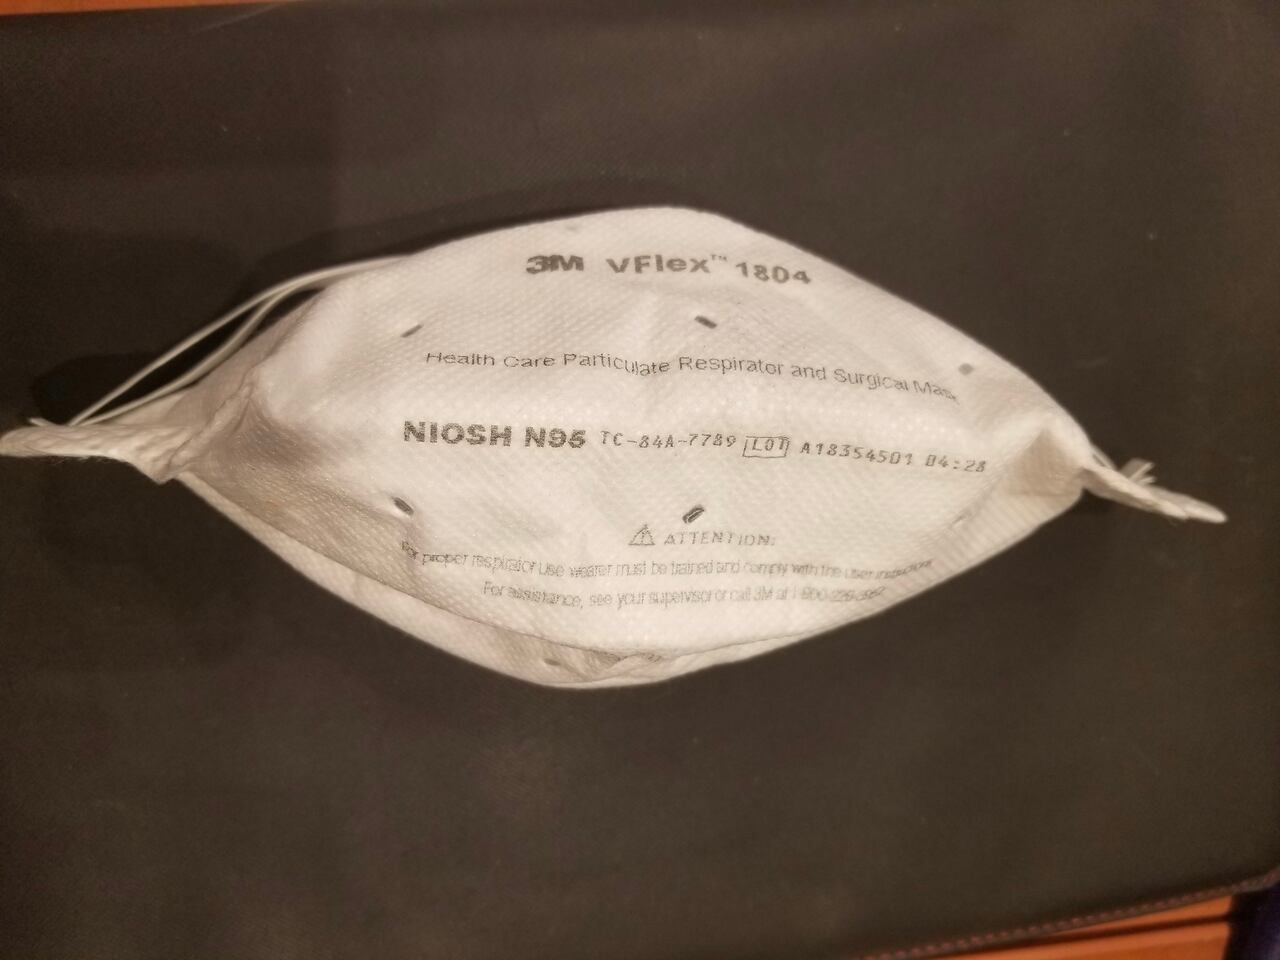 3M VFlex™ 1804
Health Care Particulate Respirator and Surgical Mask
NIOSH N95 TC-84A-7789 LOT A18354501 04:28
ATTENTION:
For proper respirator use wearer must be trained and comply with the User Instructions
For assistance, see your supervisor or call 3M at